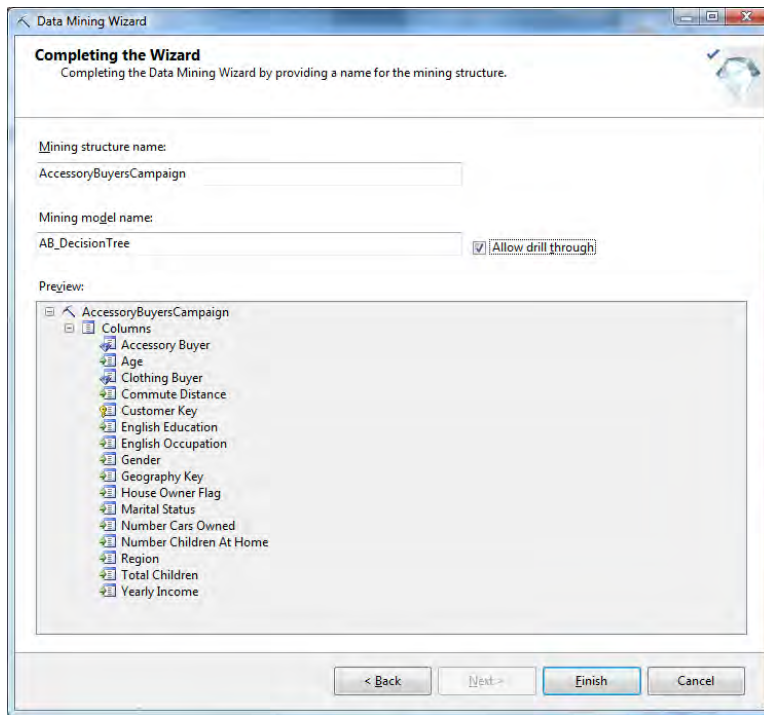 Data Mining Wizard
Completing the Wizard
Completing the Data Mining Wizard by providing a name for the mining structure.
Mining structure name:
AccessoryBuyersCampaign
Mining model name:
AB_DecisionTree
Allow drill through
Preview:
AccessoryBuyersCampaign
Columns
Accessory Buyer
Age
Clothing Buyer
Commute Distance
Customer Key
English Education
English Occupation
Gender
Geography Key
House Owner Flag
Marital Status
Number Cars Owned
Number Children At Home
Region
Total Children
Yearly Income
< Back Next > Finish Cancel